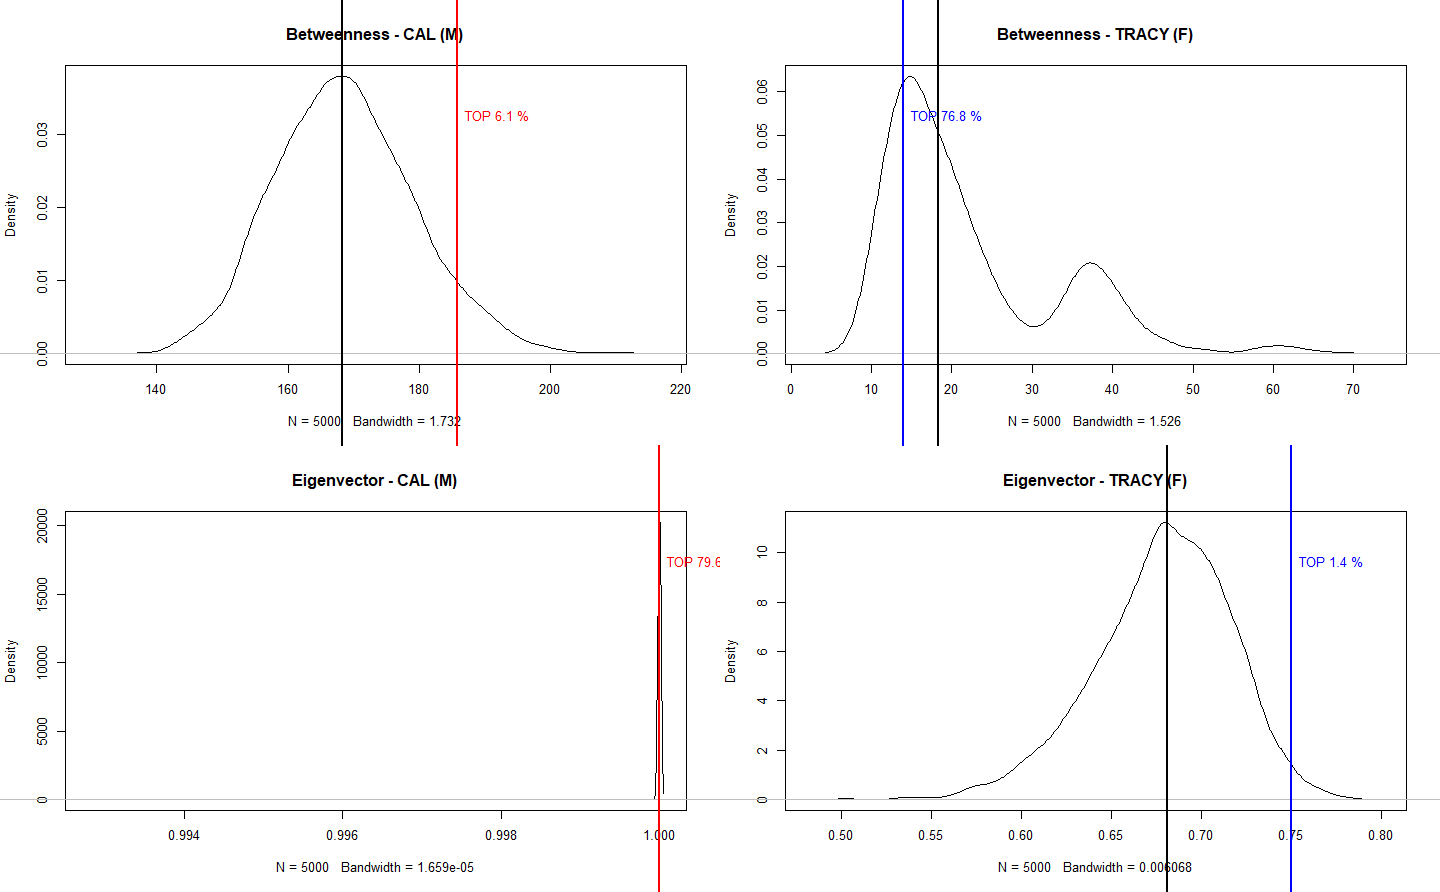 Betweenness - CAL (M)
TOP 6.1 %
Density
0.00
0.01
0.02
0.03
140
160
180
200
220
N = 5000   Bandwidth = 1.732
Betweenness - TRACY (F)
TOP 76.8 %
Density
0.00
0.01
0.02
0.03
0.04
0.05
0.06
0
10
20
30
40
50
60
70
N = 5000   Bandwidth = 1.526
Eigenvector - CAL (M)
TOP 79.6
Density
0
5000
10000
15000
20000
0.994
0.996
0.998
1.000
N = 5000   Bandwidth = 1.659e-05
Eigenvector - TRACY (F)
TOP 1.4 %
Density
0
2
4
6
8
10
0.50
0.55
0.60
0.65
0.70
0.75
0.80
N = 5000   Bandwidth = 0.006068